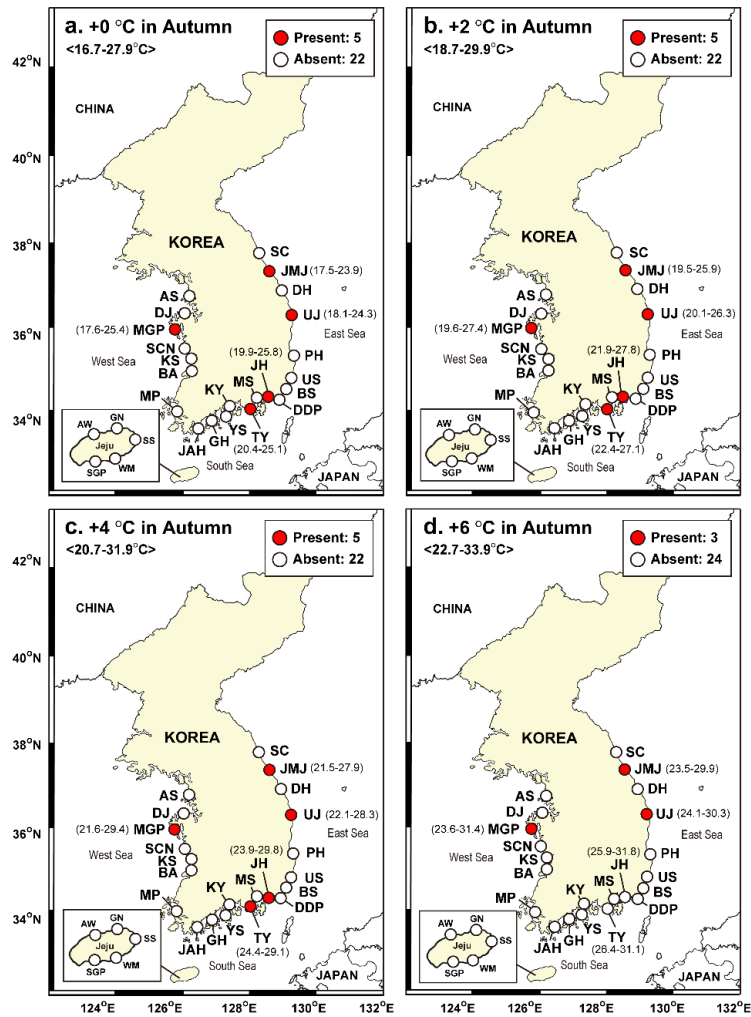 a. +0 °C in Autumn
<16.7-27.9°C>
Present: 5
Absent: 22
42°N
CHINA
40°N
38°N
KOREA
SC
JMJ (17.5-23.9)
DH
AS
DJ
UJ (18.1-24.3)
(17.6-25.4) MGP
36°N
East Sea
SCN
(19.9-25.8)
PH
West Sea
KS
JH
BA
MS
US
KY
BS
MP
DDP
34°N
YS
GH
TY
JAH
(20.4-25.1)
South Sea
AW
GN
SS
Jeju
SGP
WM
JAPAN
b. +2 °C in Autumn
<18.7-29.9°C>
Present: 5
Absent: 22
CHINA
KOREA
SC
JMJ (19.5-25.9)
DH
AS
DJ
UJ (20.1-26.3)
(19.6-27.4) MGP
East Sea
SCN
(21.9-27.8)
PH
West Sea
KS
JH
BA
MS
US
KY
BS
MP
DDP
YS
GH
TY
JAH
(22.4-27.1)
South Sea
AW
GN
SS
Jeju
SGP
WM
JAPAN
c. +4 °C in Autumn
<20.7-31.9°C>
Present: 5
Absent: 22
42°N
CHINA
40°N
38°N
KOREA
SC
JMJ (21.5-27.9)
DH
AS
DJ
UJ (22.1-28.3)
(21.6-29.4) MGP
36°N
East Sea
SCN
(23.9-29.8)
PH
West Sea
KS
JH
BA
MS
US
KY
BS
MP
DDP
34°N
YS
GH
TY
JAH
(24.4-29.1)
South Sea
AW
GN
SS
Jeju
SGP
WM
JAPAN
124°E
126°E
128°E
130°E
132°E
d. +6 °C in Autumn
<22.7-33.9°C>
Present: 3
Absent: 24
CHINA
KOREA
SC
JMJ (23.5-29.9)
DH
AS
DJ
UJ (24.1-30.3)
(23.6-31.4) MGP
East Sea
SCN
(25.9-31.8)
PH
West Sea
KS
JH
BA
MS
US
KY
BS
MP
DDP
YS
GH
TY
JAH
(26.4-31.1)
South Sea
AW
GN
SS
Jeju
SGP
WM
JAPAN
124°E
126°E
128°E
130°E
132°E